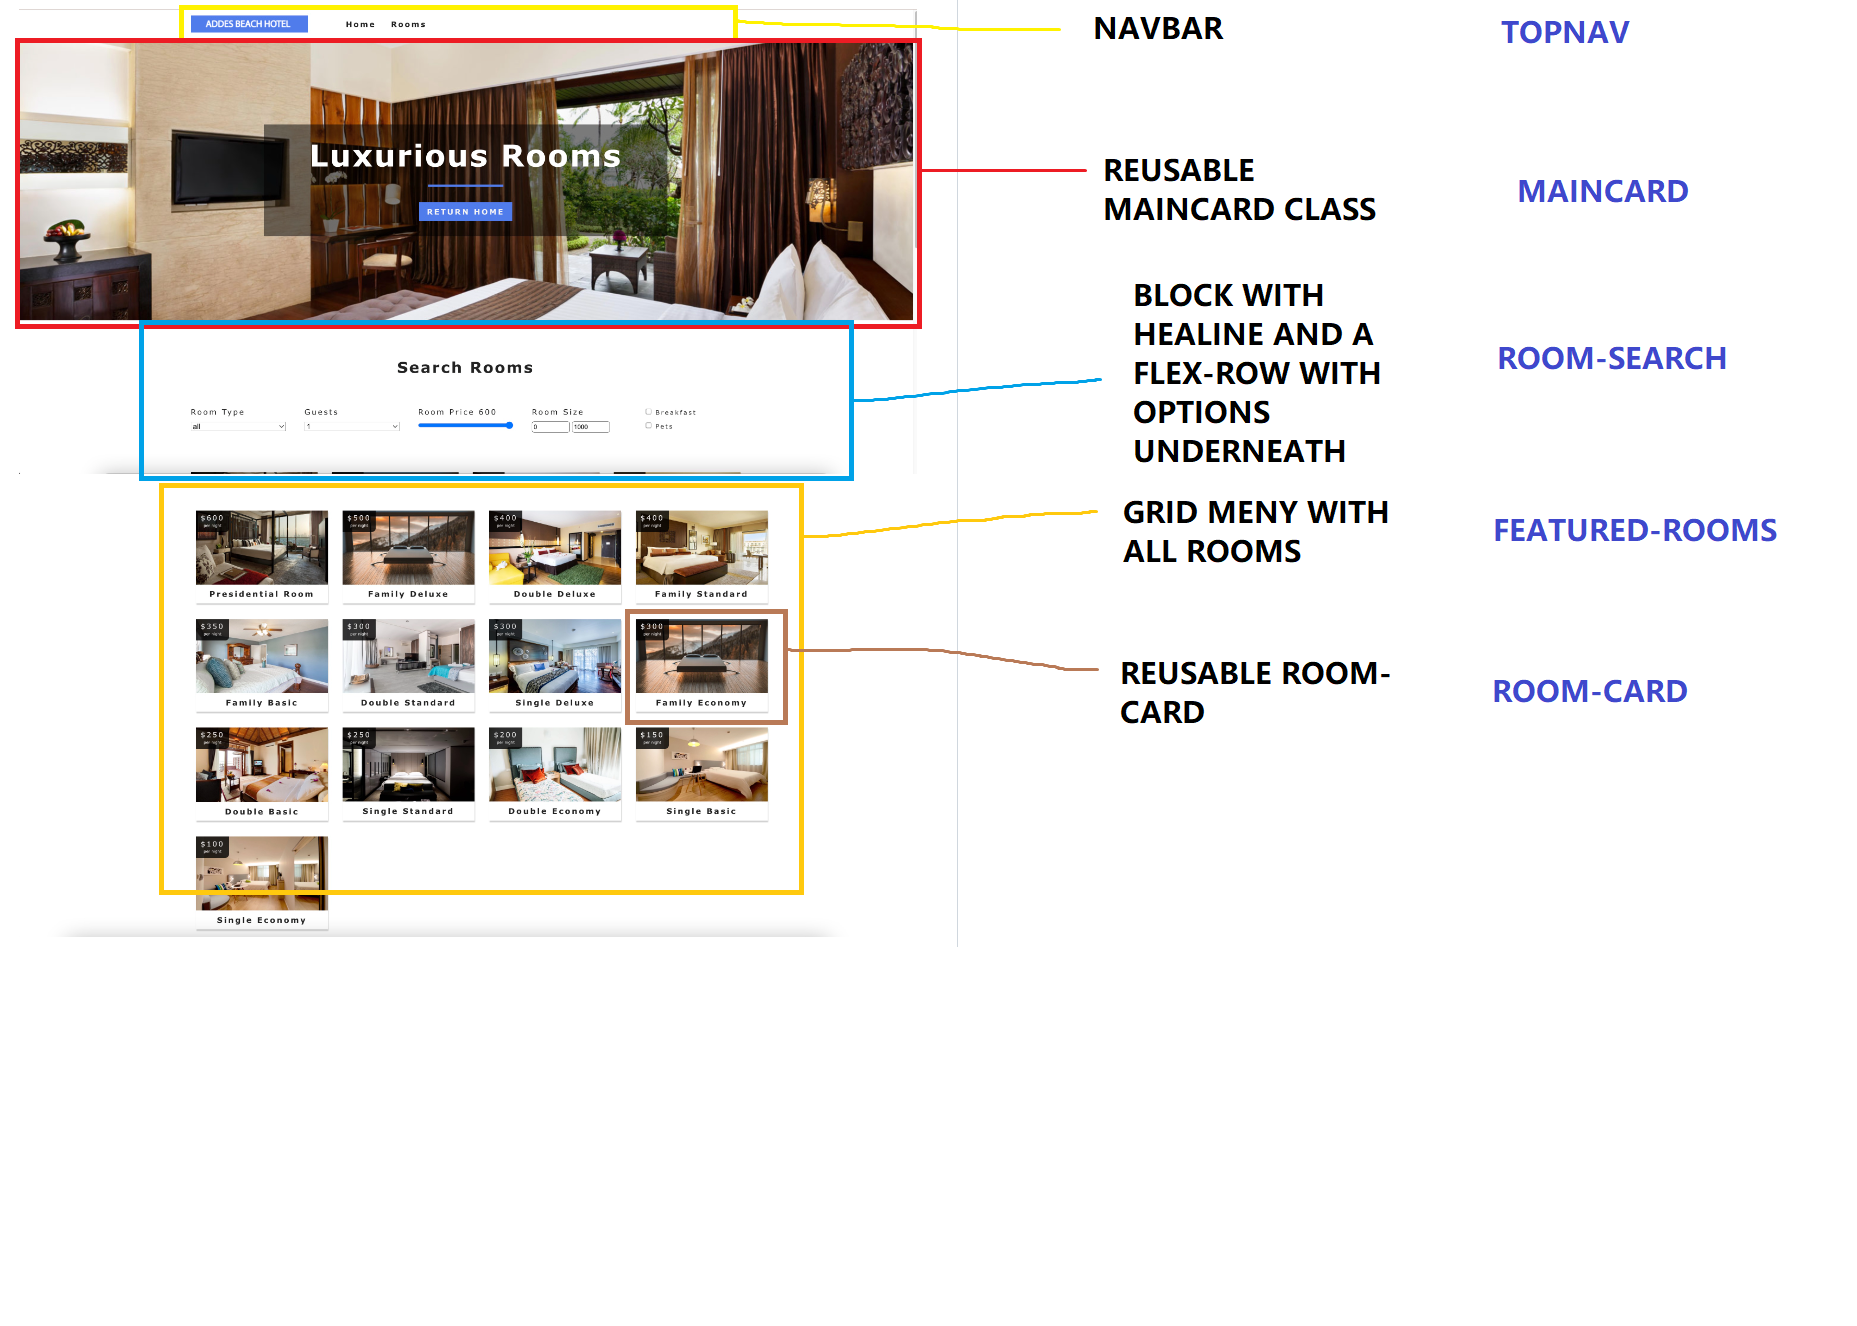 ADDES BEACH HOTEL
Home Rooms
NAVBAR
TOPNAV
Luxurious Rooms
RETURN HOME
REUSABLE
MAINCARD CLASS
MAINCARD
Search Rooms
Room Type
Guests
Room Price 600
Room Size
Breakfast
all
1
0
1000
Pets
BLOCK WITH
HEALINE AND A
FLEX-ROW WITH
OPTIONS
UNDERNEATH
ROOM-SEARCH
$600
per night
Presidential Room
$500
per night
Family Deluxe
$400
per night
Double Deluxe
$400
per night
Family Standard
GRID MENY WITH
ALL ROOMS
FEATURED-ROOMS
$350
per night
Family Basic
$300
per night
Double Standard
$300
per night
Single Deluxe
$300
per night
Family Economy
REUSABLE ROOM-
CARD
ROOM-CARD
$250
per night
Double Basic
$250
per night
Single Standard
$200
per night
Double Economy
$150
per night
Single Basic
$100
per night
Single Economy